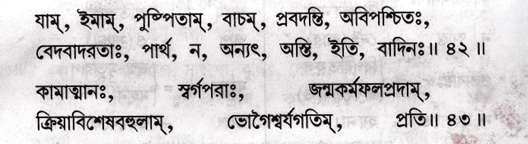 যাম্, ইমাম্, পুষ্পিতাম্, বাচম্, প্রবদন্তি, অবিপশ্চিতঃ,
বেদবাদরতাঃ, পার্থ, ন, অন্যৎ, অস্তি, ইতি, বাদিনঃ॥ ৪২ ॥
কামাত্মানঃ, স্বর্গপরাঃ, জন্মকর্মফলপ্রদাম্,
ক্রিয়াবিশেষবহুলাম্, ভোগৈশ্বর্যগতিম্, প্রতি॥ ৪৩ ॥